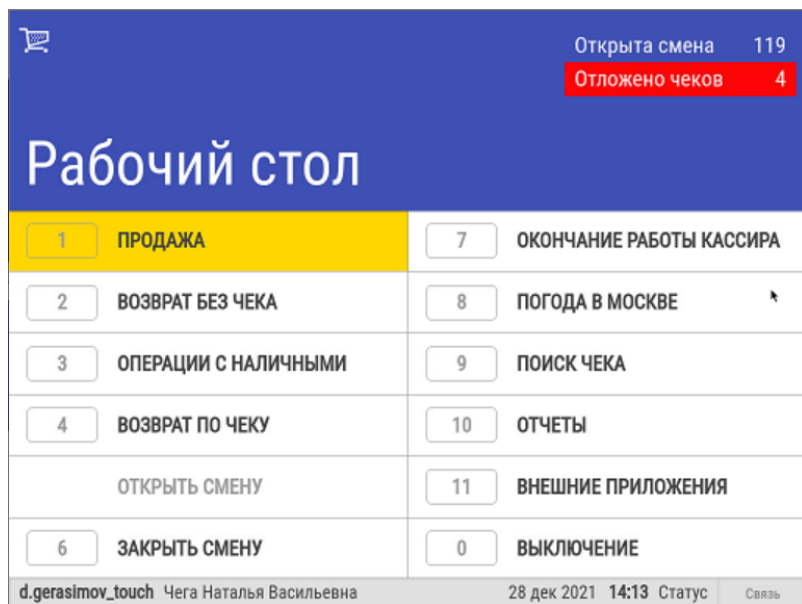 Открыта смена 119
Отложено чеков 4
Рабочий стол
1 ПРОДАЖА
2 ВОЗВРАТ БЕЗ ЧЕКА
3 ОПЕРАЦИИ С НАЛИЧНЫМИ
4 ВОЗВРАТ ПО ЧЕКУ
ОТКРЫТЬ СМЕНУ
6 ЗАКРЫТЬ СМЕНУ
7 ОКОНЧАНИЕ РАБОТЫ КАССИРА
8 ПОГОДА В МОСКВЕ
9 ПОИСК ЧЕКА
10 ОТЧЕТЫ
11 ВНЕШНИЕ ПРИЛОЖЕНИЯ
0 ВЫКЛЮЧЕНИЕ
d.gerasimov_touch Чега Наталья Васильевна 28 дек 2021 14:13 Статус Связь